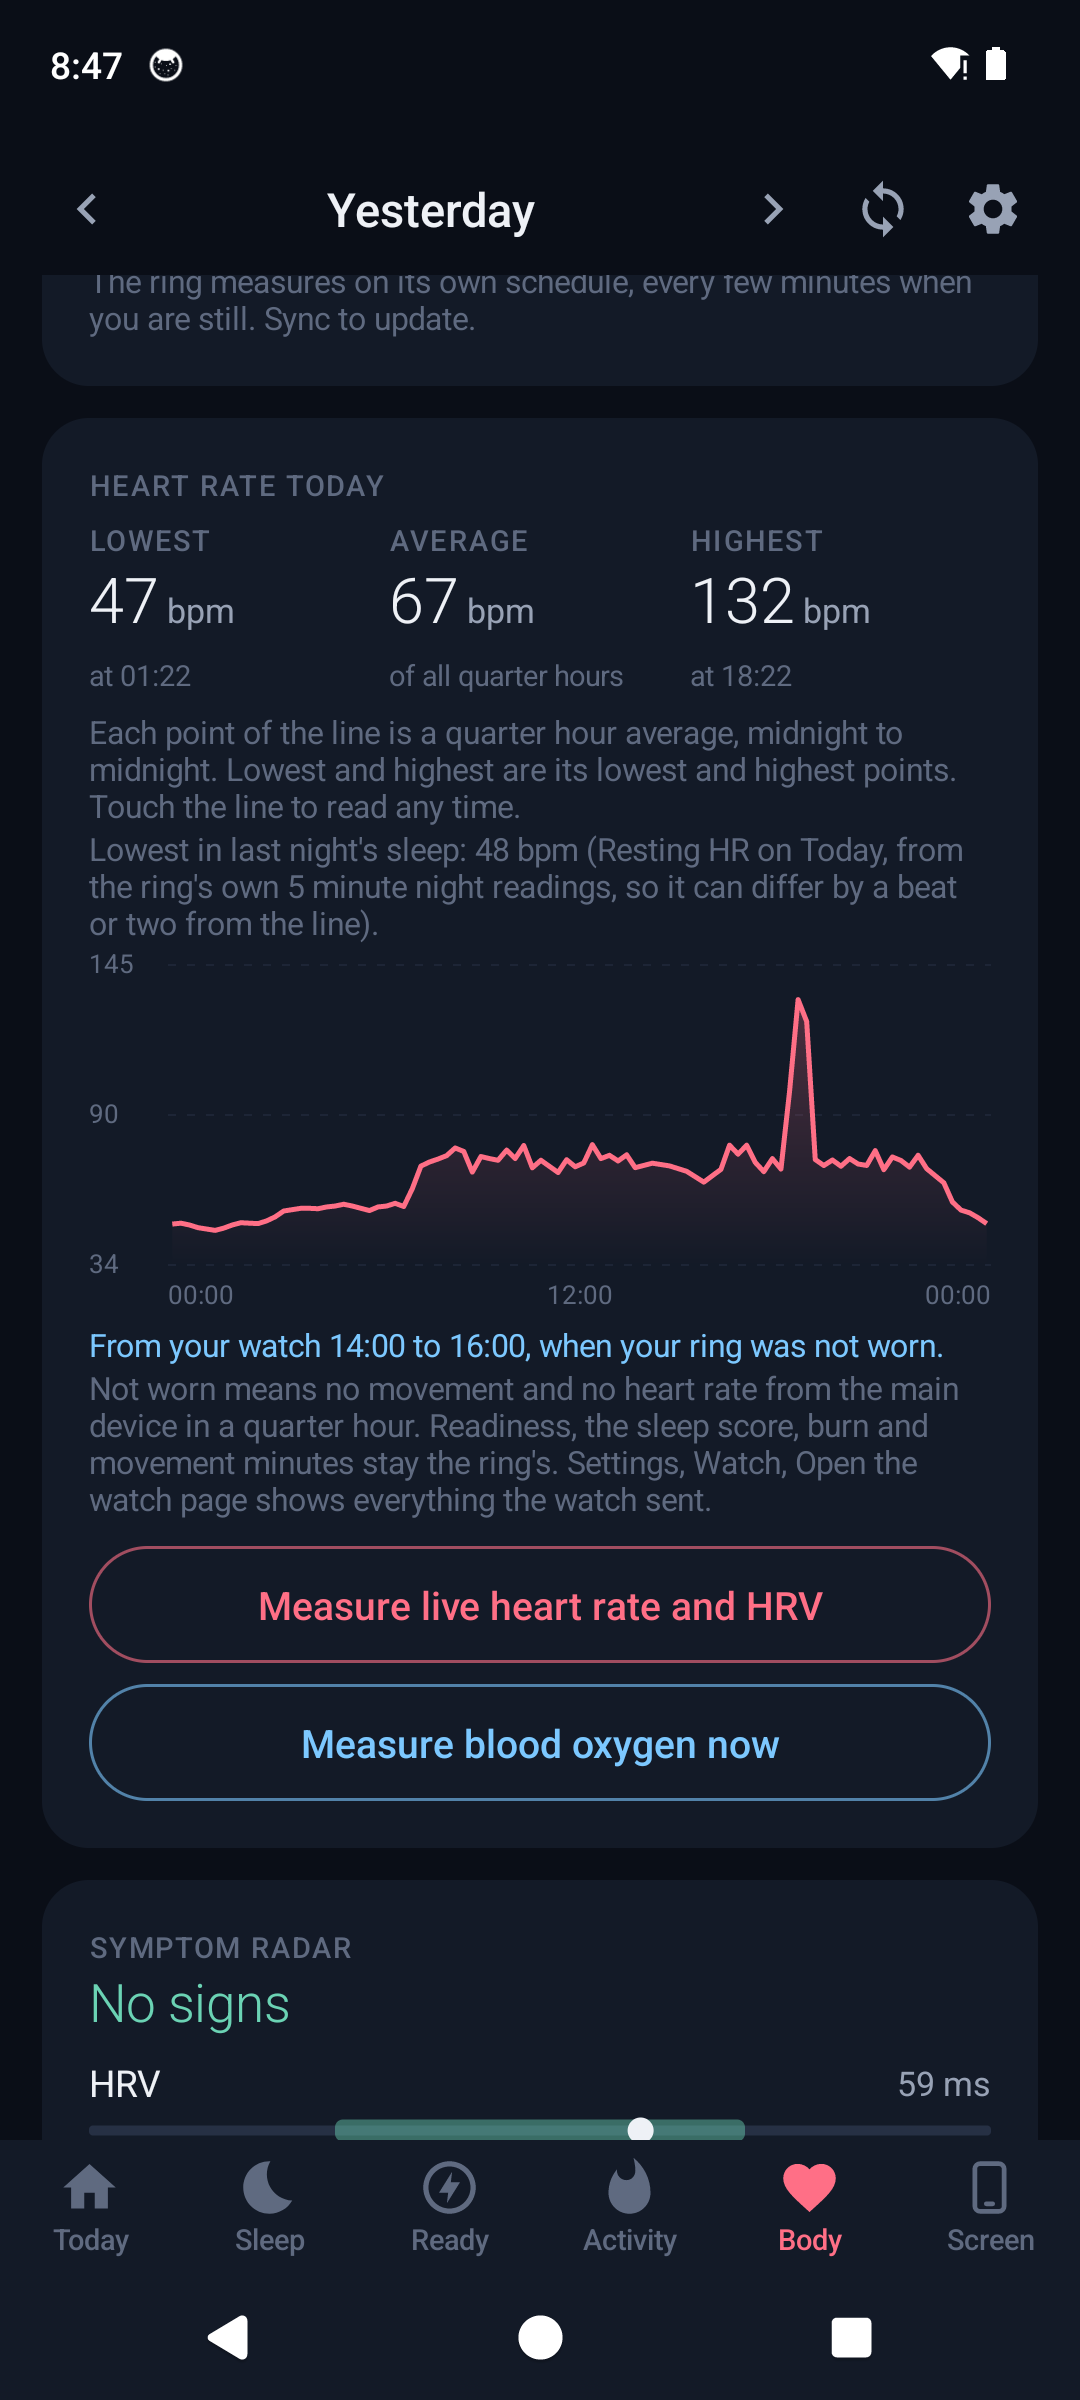 8:47
Yesterday
The ring measures on its own schedule, every few minutes when
you are still. Sync to update.
HEART RATE TODAY
LOWEST AVERAGE HIGHEST
47 bpm 67 bpm 132 bpm
at 01:22 of all quarter hours at 18:22
Each point of the line is a quarter hour average, midnight to
midnight. Lowest and highest are its lowest and highest points.
Touch the line to read any time.
Lowest in last night's sleep: 48 bpm (Resting HR on Today, from
the ring's own 5 minute night readings, so it can differ by a beat
or two from the line).
145
90
34
00:00 12:00 00:00
From your watch 14:00 to 16:00, when your ring was not worn.
Not worn means no movement and no heart rate from the main
device in a quarter hour. Readiness, the sleep score, burn and
movement minutes stay the ring's. Settings, Watch, Open the
watch page shows everything the watch sent.
Measure live heart rate and HRV
Measure blood oxygen now
SYMPTOM RADAR
No signs
HRV 59 ms
Today Sleep Ready Activity Body Screen